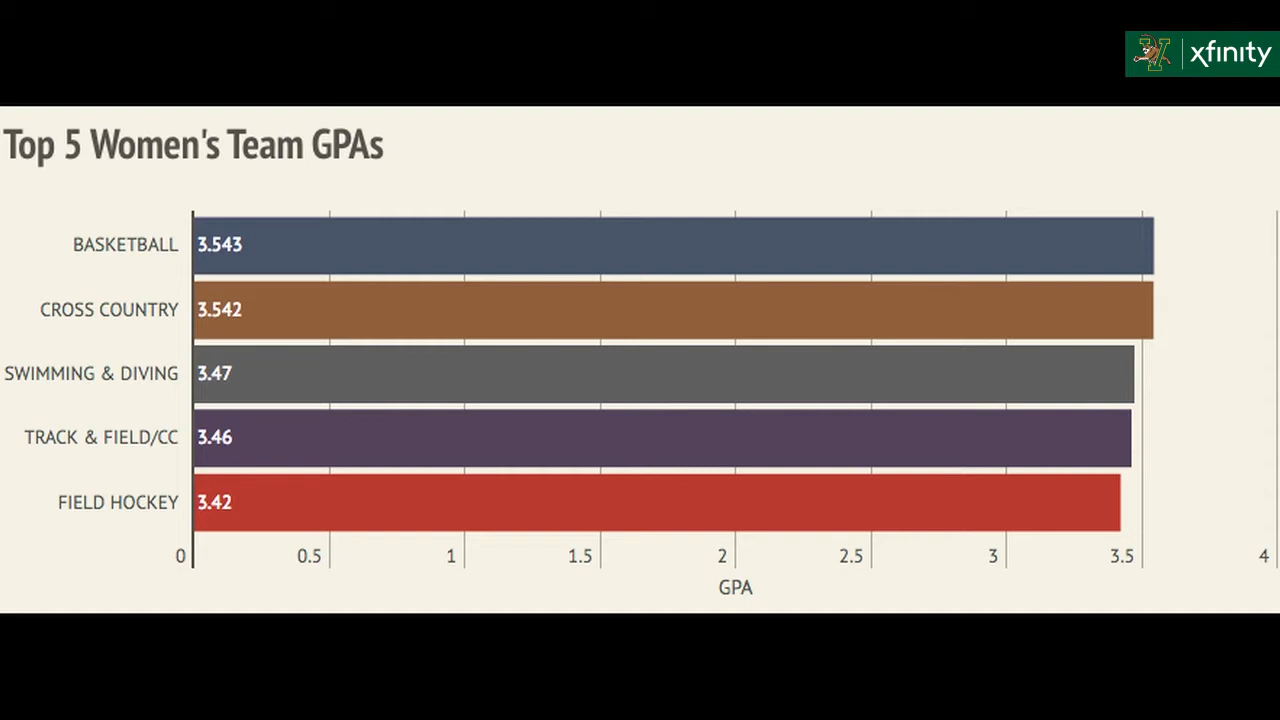 V xfinity
Top 5 Women's Team GPAs
BASKETBALL 3.543
CROSS COUNTRY 3.542
SWIMMING & DIVING 3.47
TRACK & FIELD/CC 3.46
FIELD HOCKEY 3.42
0 0.5 1 1.5 2 2.5 3 3.5 4
GPA